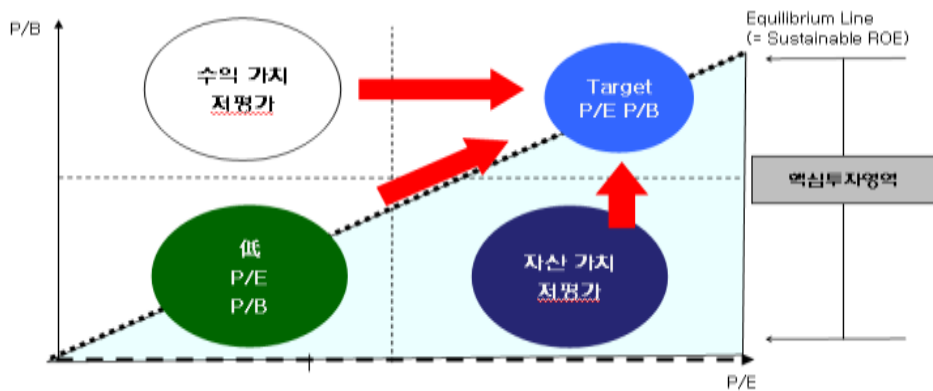 P/B
Equilibrium Line
(= Sustainable ROE)
수익 가치
저평가
Target
P/E P/B
핵심투자영역
低
P/E
P/B
자산 가치
저평가
P/E